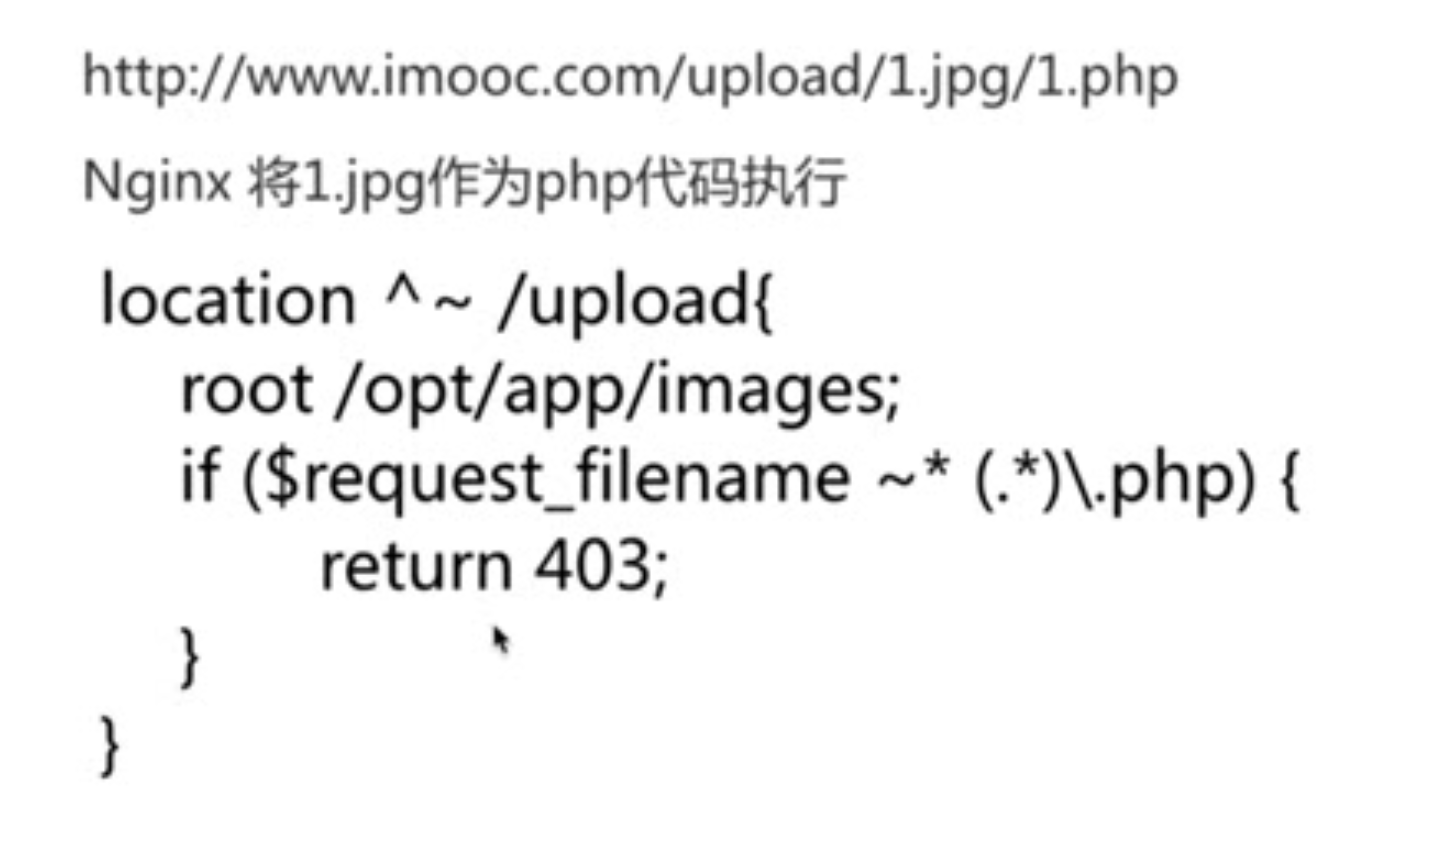 http://www.imooc.com/upload/1.jpg/1.php
Nginx 将1.jpg作为php代码执行
location ^~ /upload{
root /opt/app/images;
if ($request_filename ~* (.*)\.php) {
return 403;
}
}